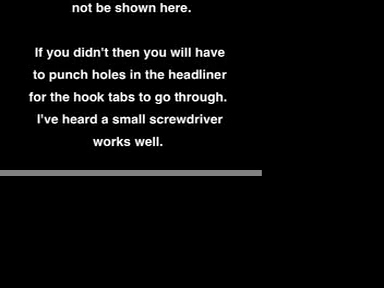 not be shown here.
If you didn't then you will have
to punch holes in the headliner
for the hook tabs to go through.
I've heard a small screwdriver
works well.